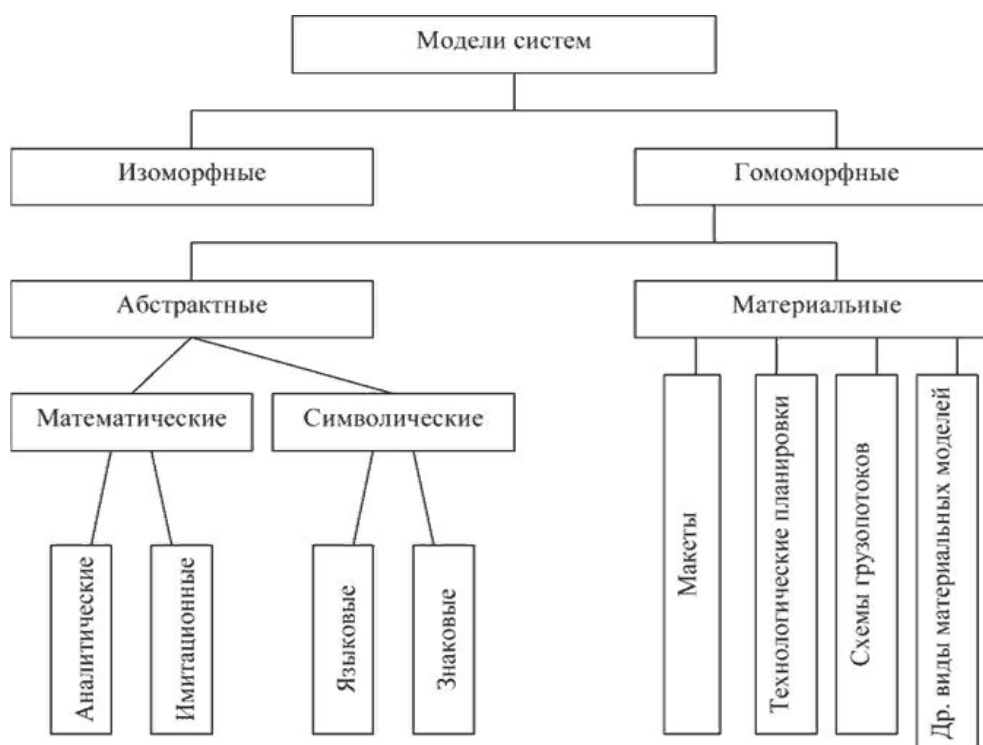 Модели систем
Изоморфные
Гомоморфные
Абстрактные
Материальные
Математические
Символические
Аналитические
Имитационные
Языковые
Знаковые
Макеты
Технологические планировки
Схемы грузопотоков
Др. виды материальных моделей